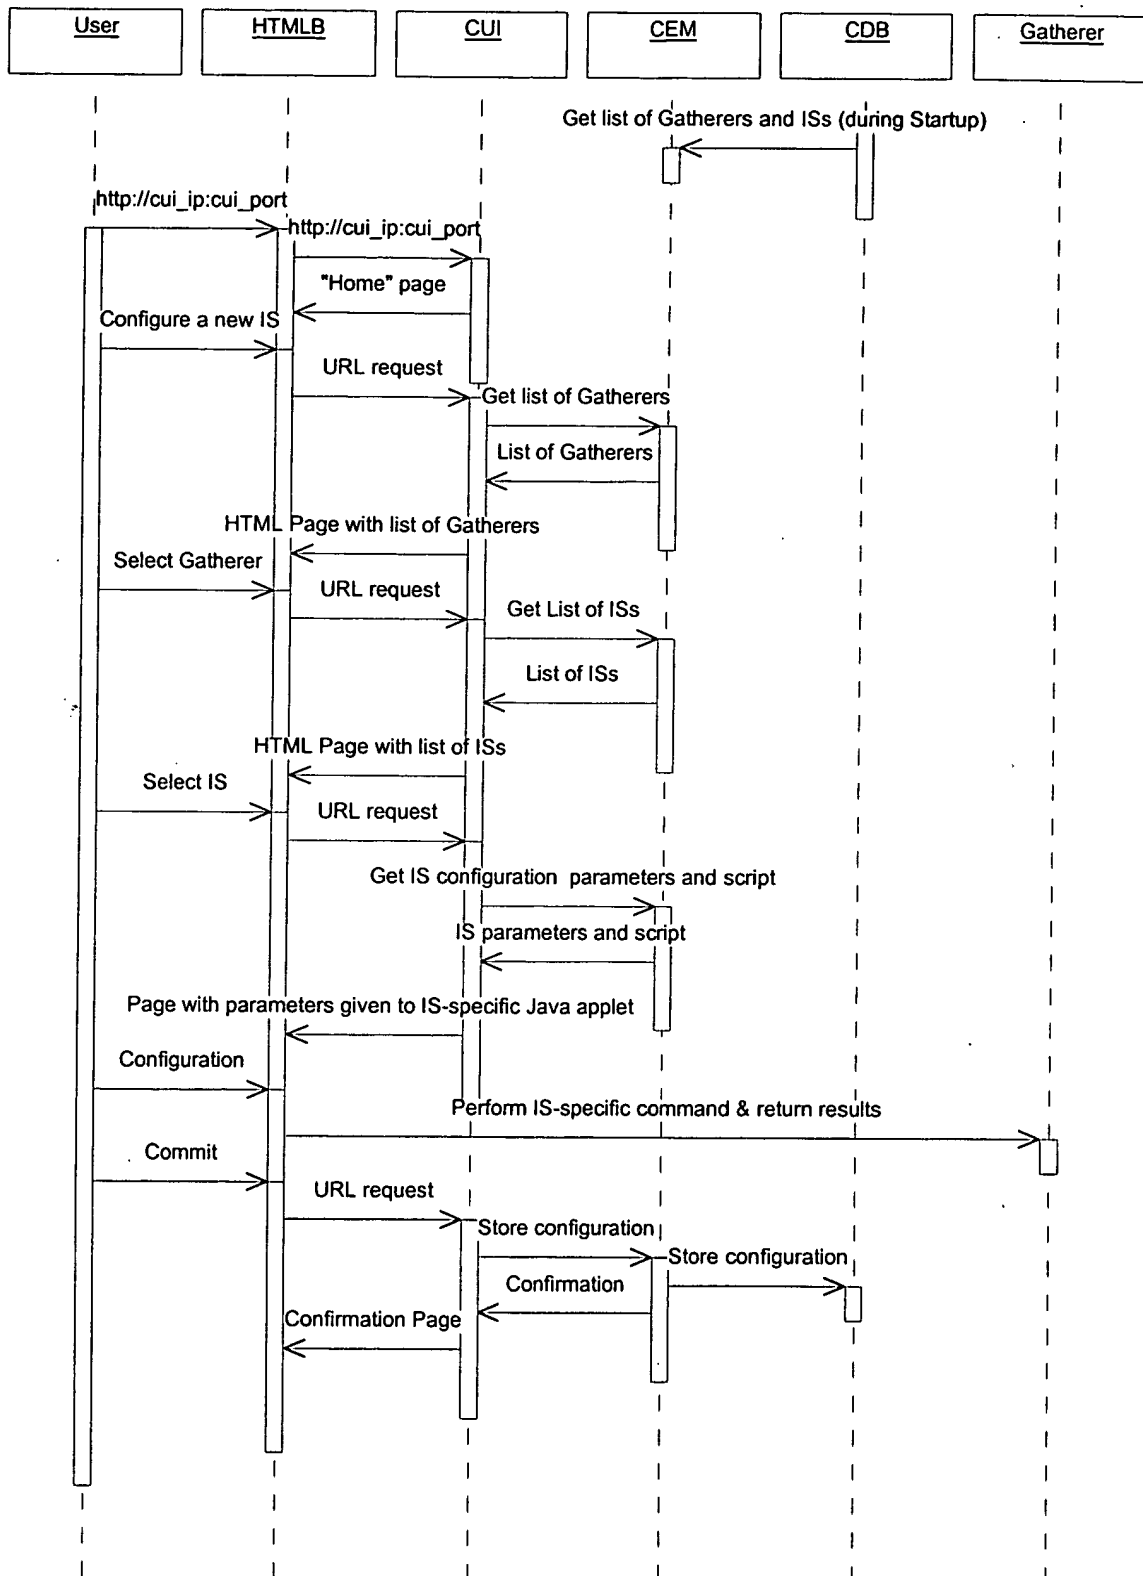 User
HTMLB
CUI
CEM
CDB
Gatherer
Get list of Gatherers and ISs (during Startup)
http://cui_ip:cui_port
http://cui_ip:cui_port
"Home" page
Configure a new IS
URL request
Get list of Gatherers
List of Gatherers
HTML Page with list of Gatherers
Select Gatherer
URL request
Get List of ISs
List of ISs
HTML Page with list of ISs
Select IS
URL request
Get IS configuration parameters and script
IS parameters and script
Page with parameters given to IS-specific Java applet
Configuration
Perform IS-specific command & return results
Commit
URL request
Store configuration
Store configuration
Confirmation
Confirmation Page